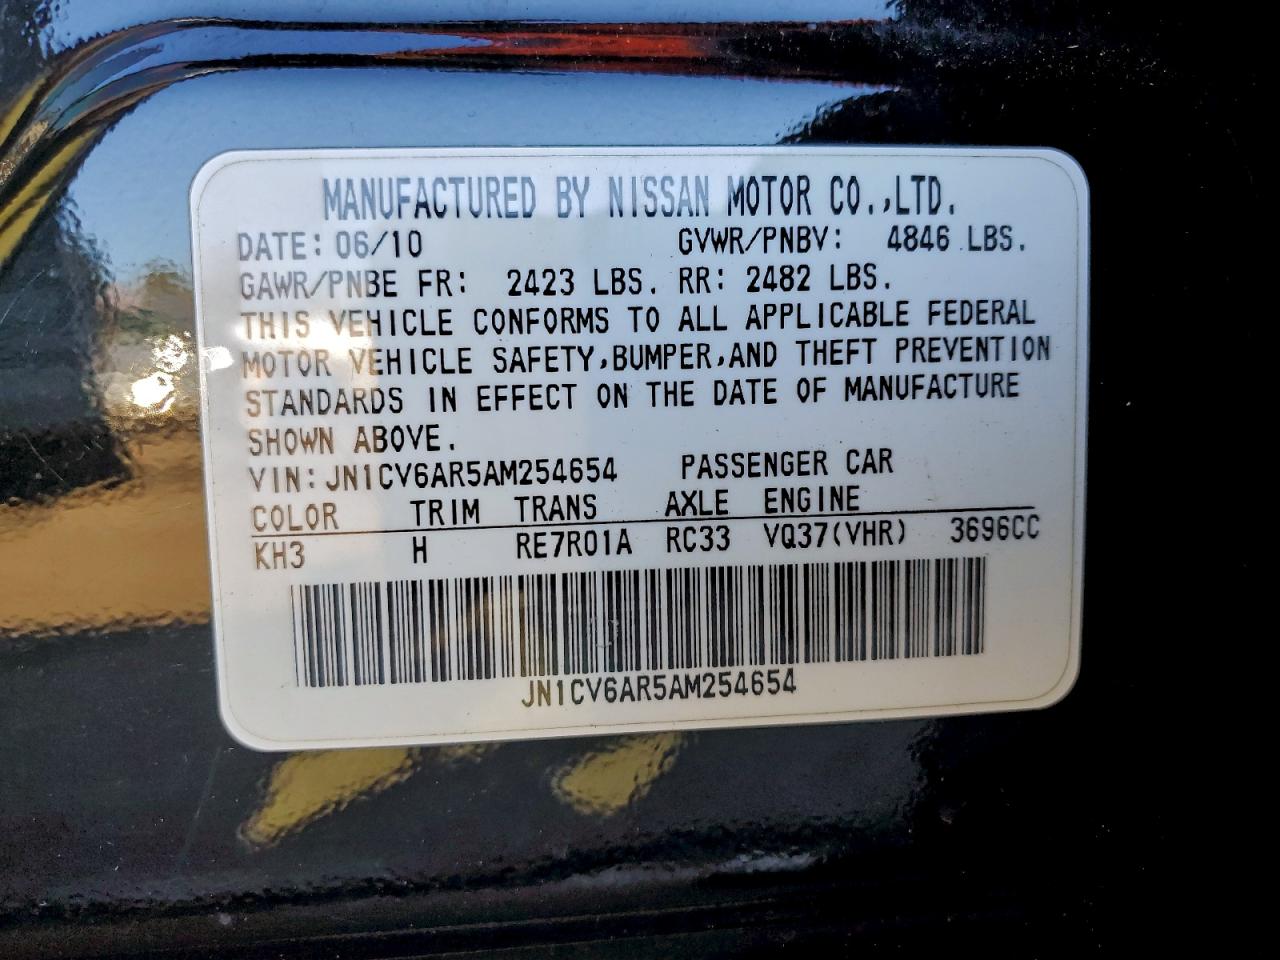 MANUFACTURED BY NISSAN MOTOR CO.,LTD.
DATE: 06/10 GVWR/PNBV: 4846 LBS.
GAWR/PNBE FR: 2423 LBS. RR: 2482 LBS.
THIS VEHICLE CONFORMS TO ALL APPLICABLE FEDERAL
MOTOR VEHICLE SAFETY,BUMPER,AND THEFT PREVENTION
STANDARDS IN EFFECT ON THE DATE OF MANUFACTURE
SHOWN ABOVE.
VIN:JN1CV6AR5AM254654 PASSENGER CAR
COLOR TRIM TRANS AXLE ENGINE
KH3 H RE7R01A RC33 VQ37(VHR) 3696CC
JN1CV6AR5AM254654